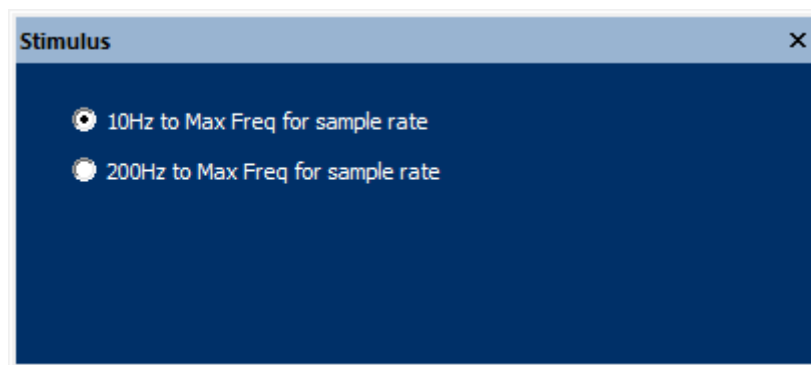 Stimulus
10Hz to Max Freq for sample rate
200Hz to Max Freq for sample rate